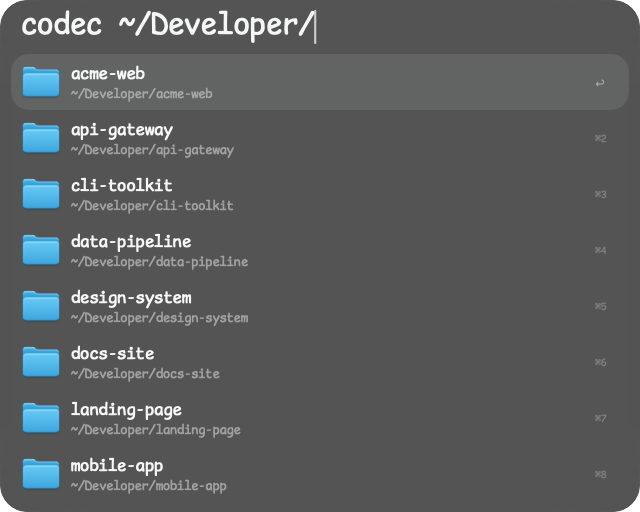 codec ~/Developer/
acme-web
~/Developer/acme-web
↩
api-gateway
~/Developer/api-gateway
⌘2
cli-toolkit
~/Developer/cli-toolkit
⌘3
data-pipeline
~/Developer/data-pipeline
⌘4
design-system
~/Developer/design-system
⌘5
docs-site
~/Developer/docs-site
⌘6
landing-page
~/Developer/landing-page
⌘7
mobile-app
~/Developer/mobile-app
⌘8